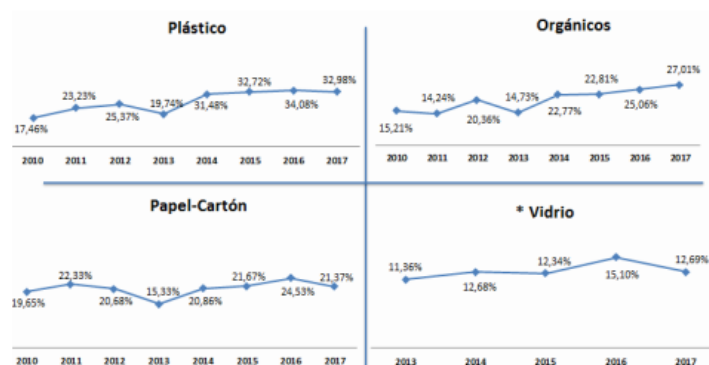 Plástico
17,46% 23,23% 25,37% 19,74% 31,48% 32,72% 34,08% 32,98%
2010 2011 2012 2013 2014 2015 2016 2017
Orgánicos
15,21% 14,24% 20,36% 14,73% 22,77% 22,81% 25,06% 27,01%
2010 2011 2012 2013 2014 2015 2016 2017
Papel-Cartón
19,65% 22,33% 20,68% 15,33% 20,86% 21,67% 24,53% 21,37%
2010 2011 2012 2013 2014 2015 2016 2017
* Vidrio
11,36% 12,68% 12,34% 15,10% 12,69%
2013 2014 2015 2016 2017